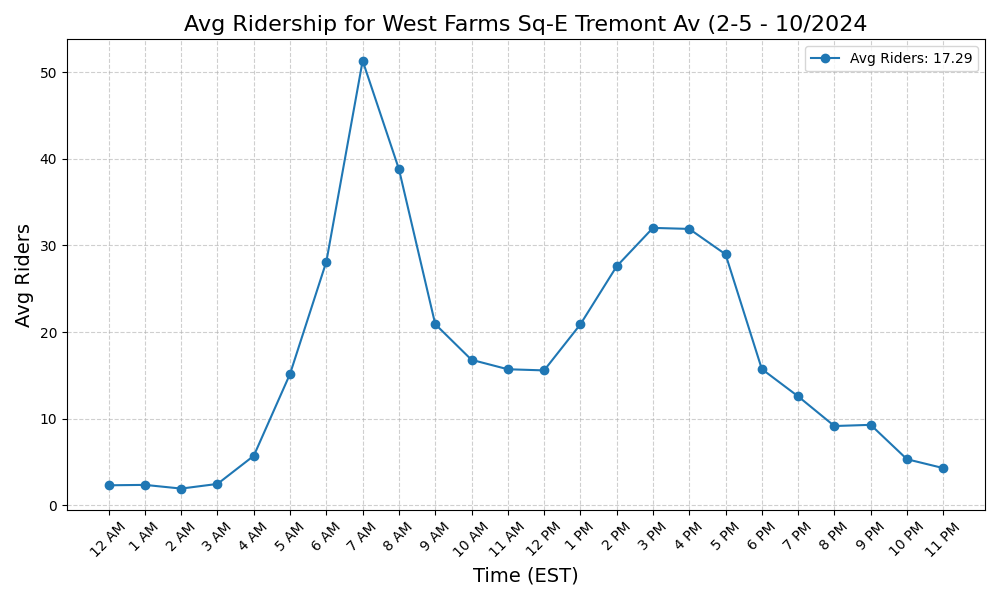 Avg Ridership for West Farms Sq-E Tremont Av (2-5 - 10/2024
Avg Riders: 17.29
Avg Riders
50
40
30
20
10
0
12 AM
1 AM
2 AM
3 AM
4 AM
5 AM
6 AM
7 AM
8 AM
9 AM
10 AM
11 AM
12 PM
1 PM
2 PM
3 PM
4 PM
5 PM
6 PM
7 PM
8 PM
9 PM
10 PM
11 PM
Time (EST)